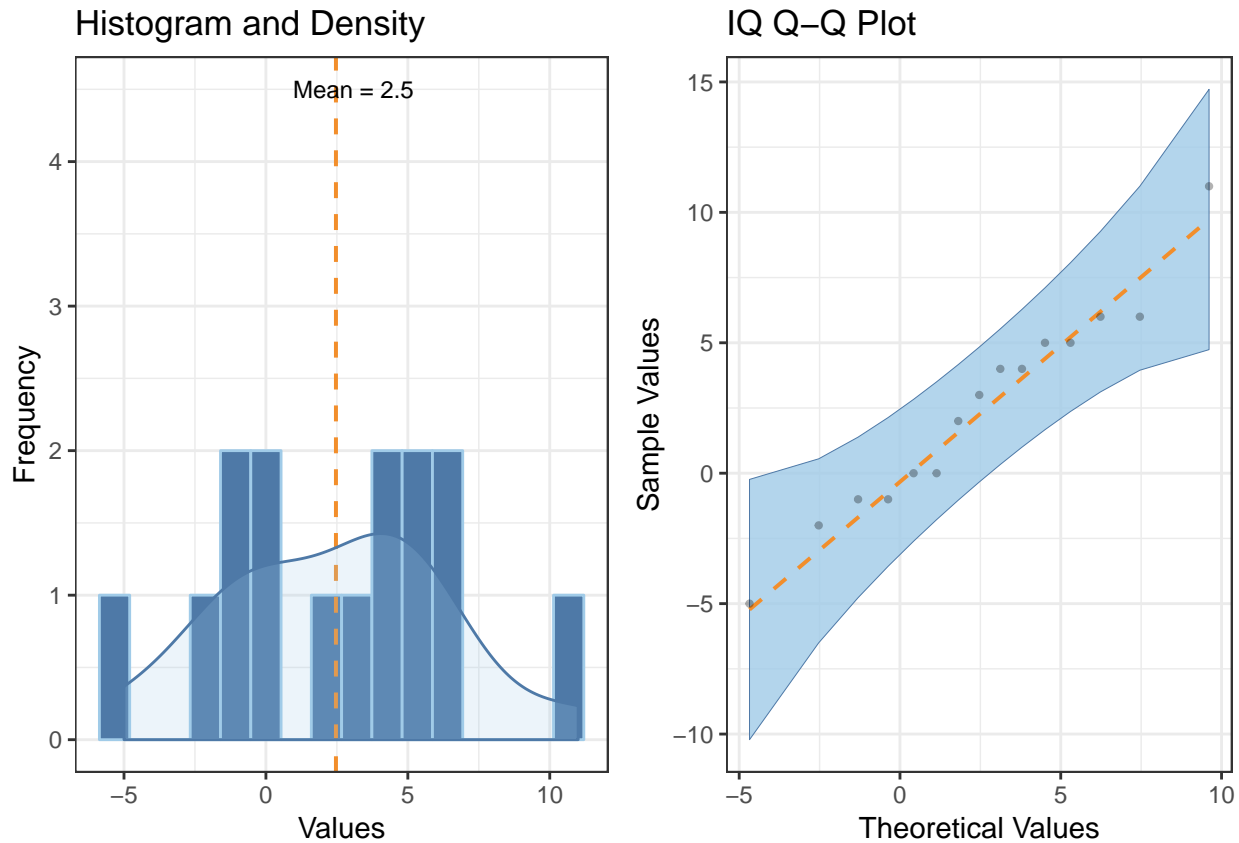 Histogram and Density
Mean = 2.5
Frequency
4
3
2
1
0
−5
0
5
10
Values
IQ Q−Q Plot
Sample Values
15
10
5
0
−5
−10
−5
0
5
10
Theoretical Values